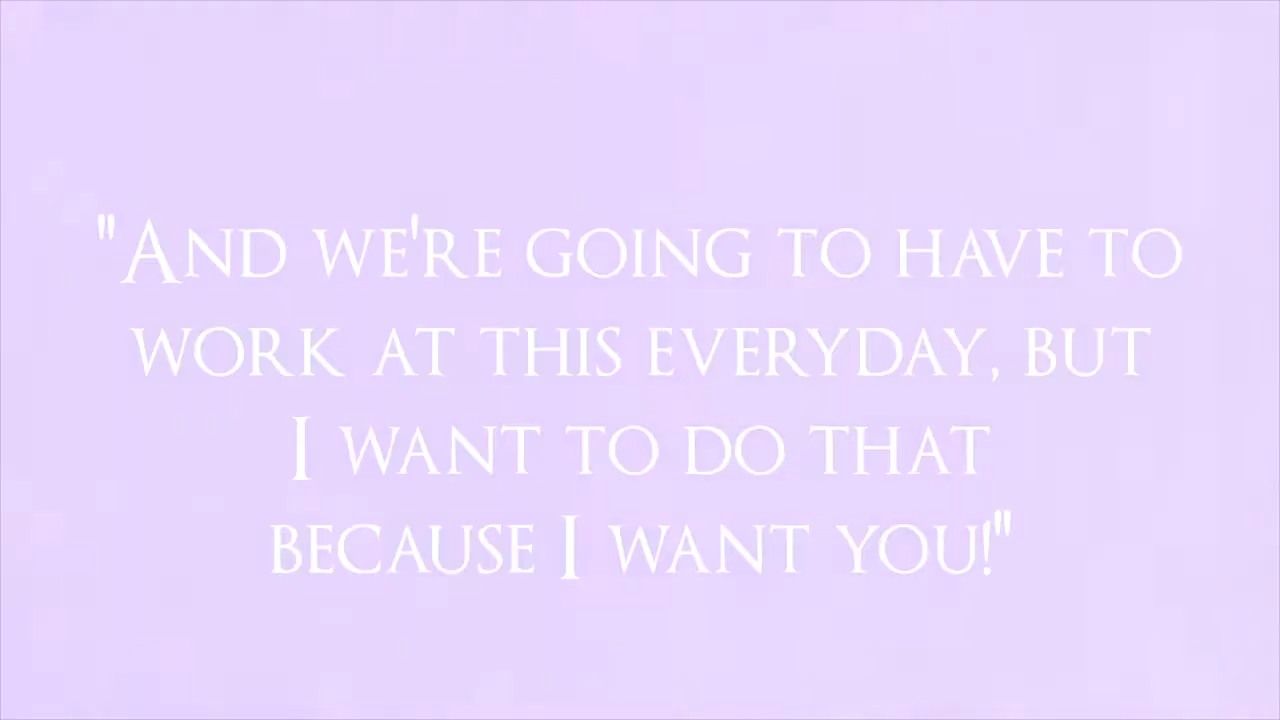 "And we're going to have to
work at this everyday, but
I want to do that
because I want you!"